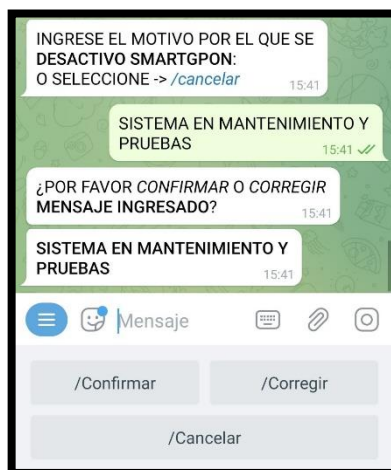 INGRESE EL MOTIVO POR EL QUE SE
DESACTIVO SMARTGPON:
O SELECCIONE -> /cancelar
15:41
SISTEMA EN MANTENIMIENTO Y
PRUEBAS
15:41
¿POR FAVOR CONFIRMAR O CORREGIR
MENSAJE INGRESADO?
15:41
SISTEMA EN MANTENIMIENTO Y
PRUEBAS
15:41
Mensaje
/Confirmar
/Corregir
/Cancelar